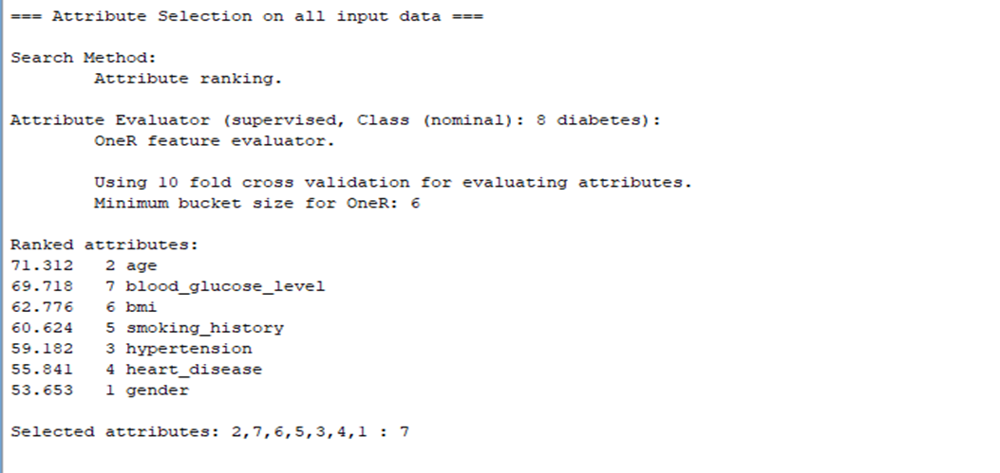 === Attribute Selection on all input data ===
Search Method:
Attribute ranking.
Attribute Evaluator (supervised, Class (nominal): 8 diabetes):
OneR feature evaluator.
Using 10 fold cross validation for evaluating attributes.
Minimum bucket size for OneR: 6
Ranked attributes:
71.312 2 age
69.718 7 blood_glucose_level
62.776 6 bmi
60.624 5 smoking_history
59.182 3 hypertension
55.841 4 heart_disease
53.653 1 gender
Selected attributes: 2,7,6,5,3,4,1 : 7